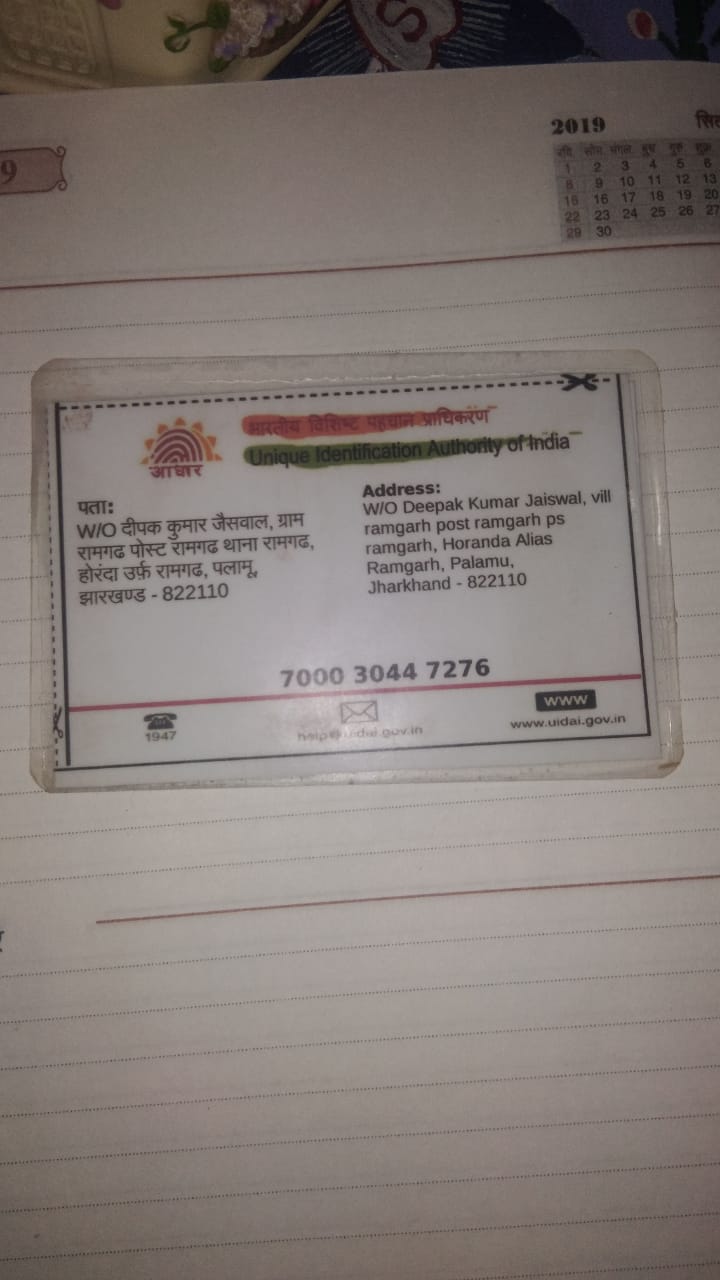 2019
सित
9
रवि सोम मंगल बुध गुरु शुक्र
1 2 3 4 5 6
8 9 10 11 12 13
16 17 18 19 20
22 23 24 25 26 27
29 30
भारतीय विशिष्ट पहचान प्राधिकरण
Unique Identification Authority of India
आधार
पता:
W/O दीपक कुमार जैसवाल, ग्राम
रामगढ पोस्ट रामगढ थाना रामगढ,
होरंदा उर्फ़ रामगढ, पलामू,
झारखण्ड - 822110
Address:
W/O Deepak Kumar Jaiswal, vill
ramgarh post ramgarh ps
ramgarh, Horanda Alias
Ramgarh, Palamu,
Jharkhand - 822110
7000 3044 7276
1947
help@uidai.gov.in
WWW
www.uidai.gov.in